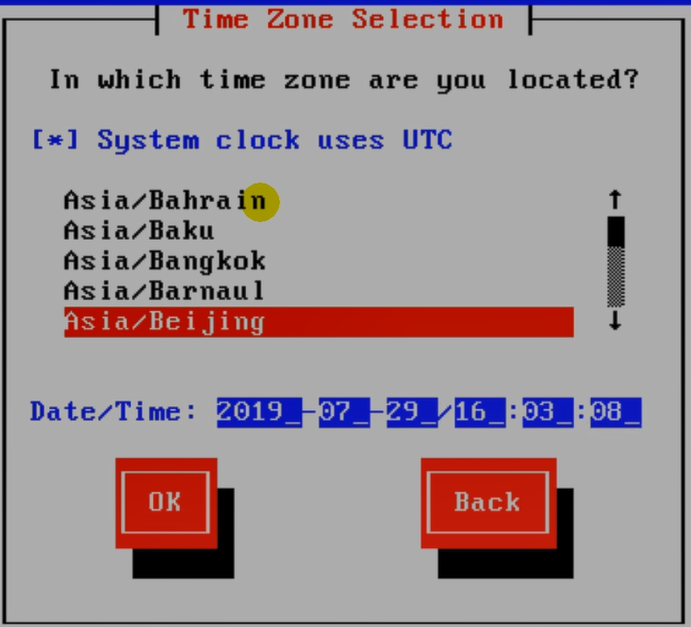 Time Zone Selection
In which time zone are you located?
[*] System clock uses UTC
Asia/Bahrain
Asia/Baku
Asia/Bangkok
Asia/Barnaul
Asia/Beijing
Date/Time: 2019_-07_-29_/16_:03_:08_
OK Back